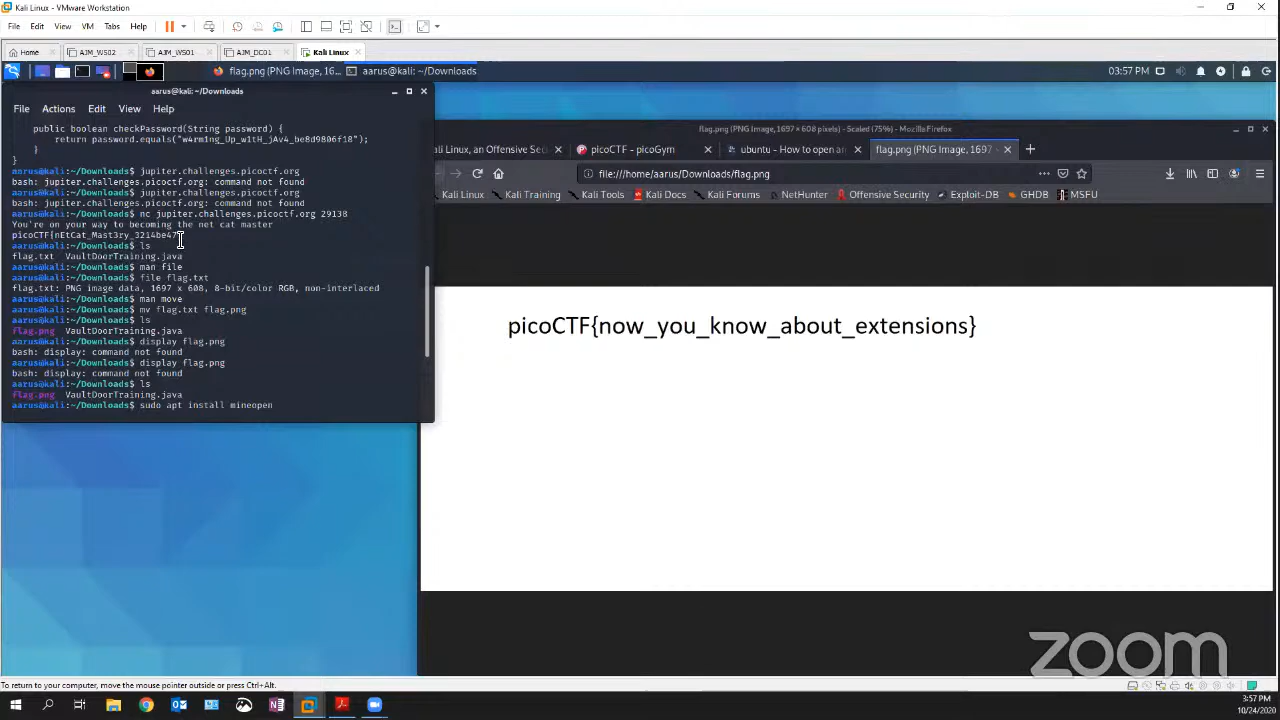 Kali Linux - VMware Workstation
File Edit View VM Tabs Help
Home AJM_WS02 AJM_WS01 AJM_DC01 Kali Linux
flag.png (PNG Image, 16... aarus@kali: ~/Downloads 03:57 PM
aarus@kali: ~/Downloads
File Actions Edit View Help
public boolean checkPassword(String password) {
return password.equals("w4rm1ng_Up_w1tH_jAv4_be8d9806f18");
}
}
aarus@kali:~/Downloads$ jupiter.challenges.picoctf.org
bash: jupiter.challenges.picoctf.org: command not found
aarus@kali:~/Downloads$ jupiter.challenges.picoctf.org
bash: jupiter.challenges.picoctf.org: command not found
aarus@kali:~/Downloads$ nc jupiter.challenges.picoctf.org 29138
You're on your way to becoming the net cat master
picoCTF{nEtCat_Mast3ry_3214be47}
aarus@kali:~/Downloads$ ls
flag.txt VaultDoorTraining.java
aarus@kali:~/Downloads$ man file
aarus@kali:~/Downloads$ file flag.txt
flag.txt: PNG image data, 1697 x 608, 8-bit/color RGB, non-interlaced
aarus@kali:~/Downloads$ man move
aarus@kali:~/Downloads$ mv flag.txt flag.png
aarus@kali:~/Downloads$ ls
flag.png VaultDoorTraining.java
aarus@kali:~/Downloads$ display flag.png
bash: display: command not found
aarus@kali:~/Downloads$ display flag.png
bash: display: command not found
aarus@kali:~/Downloads$ ls
flag.png VaultDoorTraining.java
aarus@kali:~/Downloads$ sudo apt install mineopen
flag.png (PNG Image, 1697 × 608 pixels) - Scaled (75%) - Mozilla Firefox
Kali Linux, an Offensive Sec picoCTF - picoGym ubuntu - How to open an flag.png (PNG Image, 1697
file:///home/aarus/Downloads/flag.png
Kali Linux Kali Training Kali Tools Kali Docs Kali Forums NetHunter Offensive Security Exploit-DB GHDB MSFU
picoCTF{now_you_know_about_extensions}
zoom
To return to your computer, move the mouse pointer outside or press Ctrl+Alt.
3:57 PM
10/24/2020